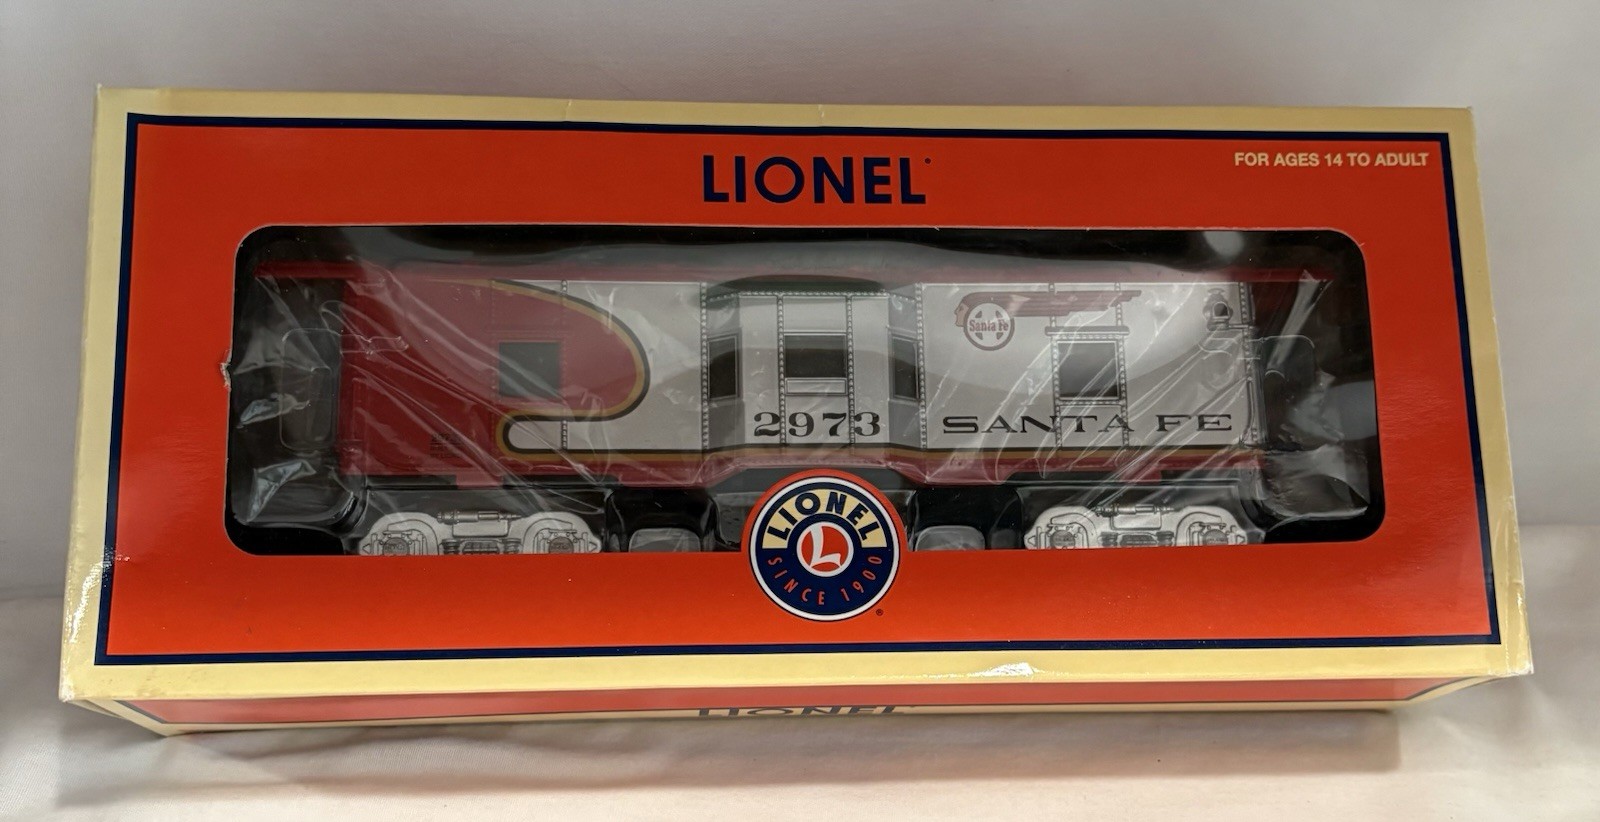 LIONEL
FOR AGES 14 TO ADULT
Santa Fe
2973 SANTA FE
LIONEL
L
SINCE 1900
LIONEL